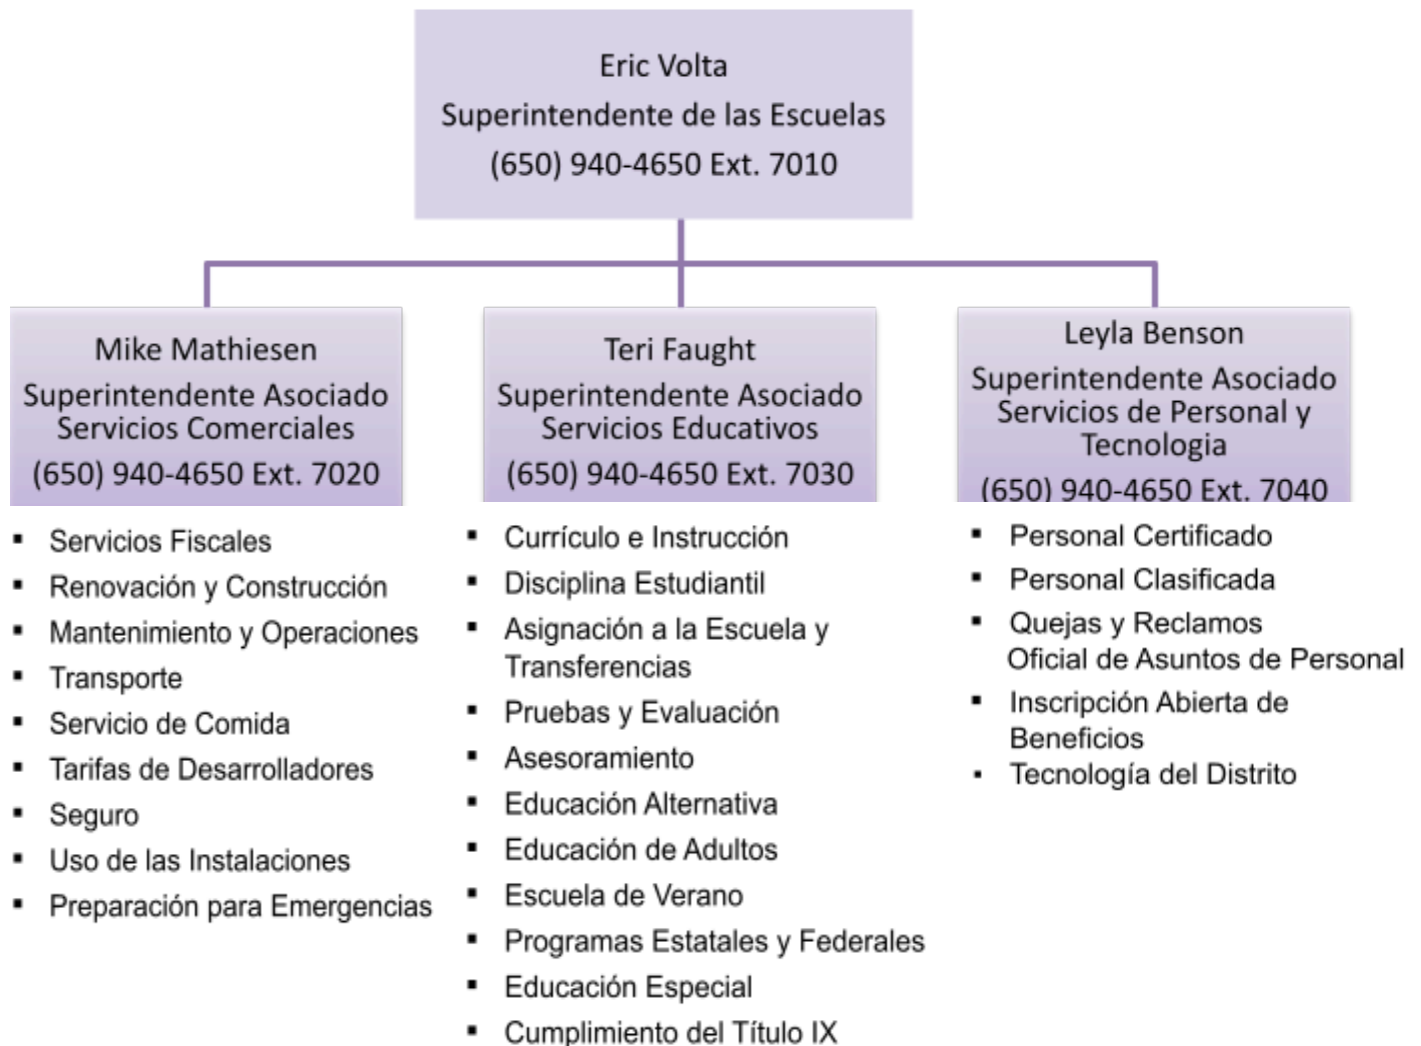 Eric Volta
Superintendente de las Escuelas
(650) 940-4650 Ext. 7010
Mike Mathiesen
Superintendente Asociado
Servicios Comerciales
(650) 940-4650 Ext. 7020
▪ Servicios Fiscales
▪ Renovación y Construcción
▪ Mantenimiento y Operaciones
▪ Transporte
▪ Servicio de Comida
▪ Tarifas de Desarrolladores
▪ Seguro
▪ Uso de las Instalaciones
▪ Preparación para Emergencias
Teri Faught
Superintendente Asociado
Servicios Educativos
(650) 940-4650 Ext. 7030
▪ Currículo e Instrucción
▪ Disciplina Estudiantil
▪ Asignación a la Escuela y
Transferencias
▪ Pruebas y Evaluación
▪ Asesoramiento
▪ Educación Alternativa
▪ Educación de Adultos
▪ Escuela de Verano
▪ Programas Estatales y Federales
▪ Educación Especial
▪ Cumplimiento del Título IX
Leyla Benson
Superintendente Asociado
Servicios de Personal y
Tecnologia
(650) 940-4650 Ext. 7040
▪ Personal Certificado
▪ Personal Clasificada
▪ Quejas y Reclamos
Oficial de Asuntos de Personal
▪ Inscripción Abierta de
Beneficios
▪ Tecnología del Distrito